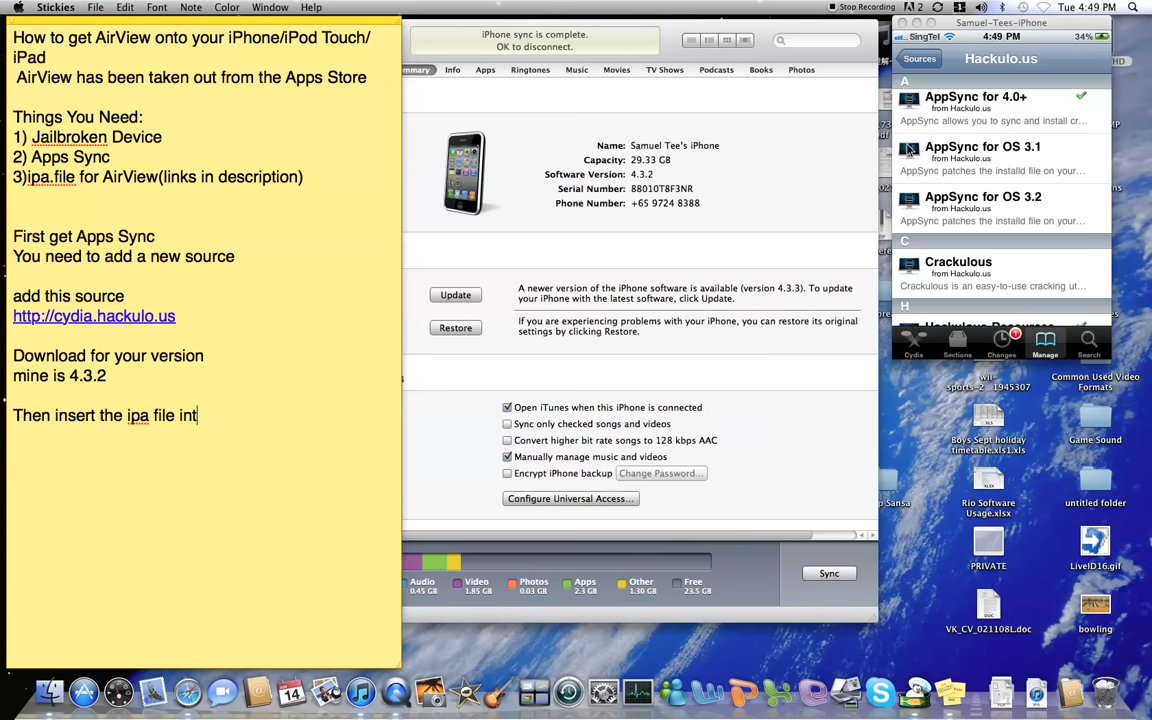 Stickies File Edit Font Note Color Window Help
Stop Recording
2
Tue 4:49 PM
How to get AirView onto your iPhone/iPod Touch/
iPad
AirView has been taken out from the Apps Store
Things You Need:
1) Jailbroken Device
2) Apps Sync
3)ipa.file for AirView(links in description)
First get Apps Sync
You need to add a new source
add this source
http://cydia.hackulo.us
Download for your version
mine is 4.3.2
Then insert the ipa file int
iPhone sync is complete.
OK to disconnect.
mmary Info Apps Ringtones Music Movies TV Shows Podcasts Books Photos
Name: Samuel Tee's iPhone
Capacity: 29.33 GB
Software Version: 4.3.2
Serial Number: 88010T8F3NR
Phone Number: +65 9724 8388
Update
A newer version of the iPhone software is available (version 4.3.3). To update
your iPhone with the latest software, click Update.
Restore
If you are experiencing problems with your iPhone, you can restore its original
settings by clicking Restore.
Open iTunes when this iPhone is connected
Sync only checked songs and videos
Convert higher bit rate songs to 128 kbps AAC
Manually manage music and videos
Encrypt iPhone backup Change Password...
Configure Universal Access...
Audio Video Photos Apps Other Free
0.45 GB 1.85 GB 0.03 GB 2.3 GB 1.30 GB 23.5 GB
Sync
Samuel-Tees-iPhone
SingTel 4:49 PM 34%
Sources Hackulo.us
A
AppSync for 4.0+
from Hackulo.us
AppSync allows you to sync and install cr...
AppSync for OS 3.1
from Hackulo.us
AppSync patches the installd file on your...
AppSync for OS 3.2
from Hackulo.us
AppSync patches the installd file on your...
C
Crackulous
from Hackulo.us
Crackulous is an easy-to-use cracking ut...
H
Cydia Sections Changes Manage Search
HD
wii-
sports-2_1945307
Common Used Video
Formats
Boys Sept holiday
timetable.xls1.xls
Game Sound
p Sansa
Rio Software
Usage.xlsx
untitled folder
PRIVATE
LiveID16.gif
VK_CV_021108L.doc
bowling
14